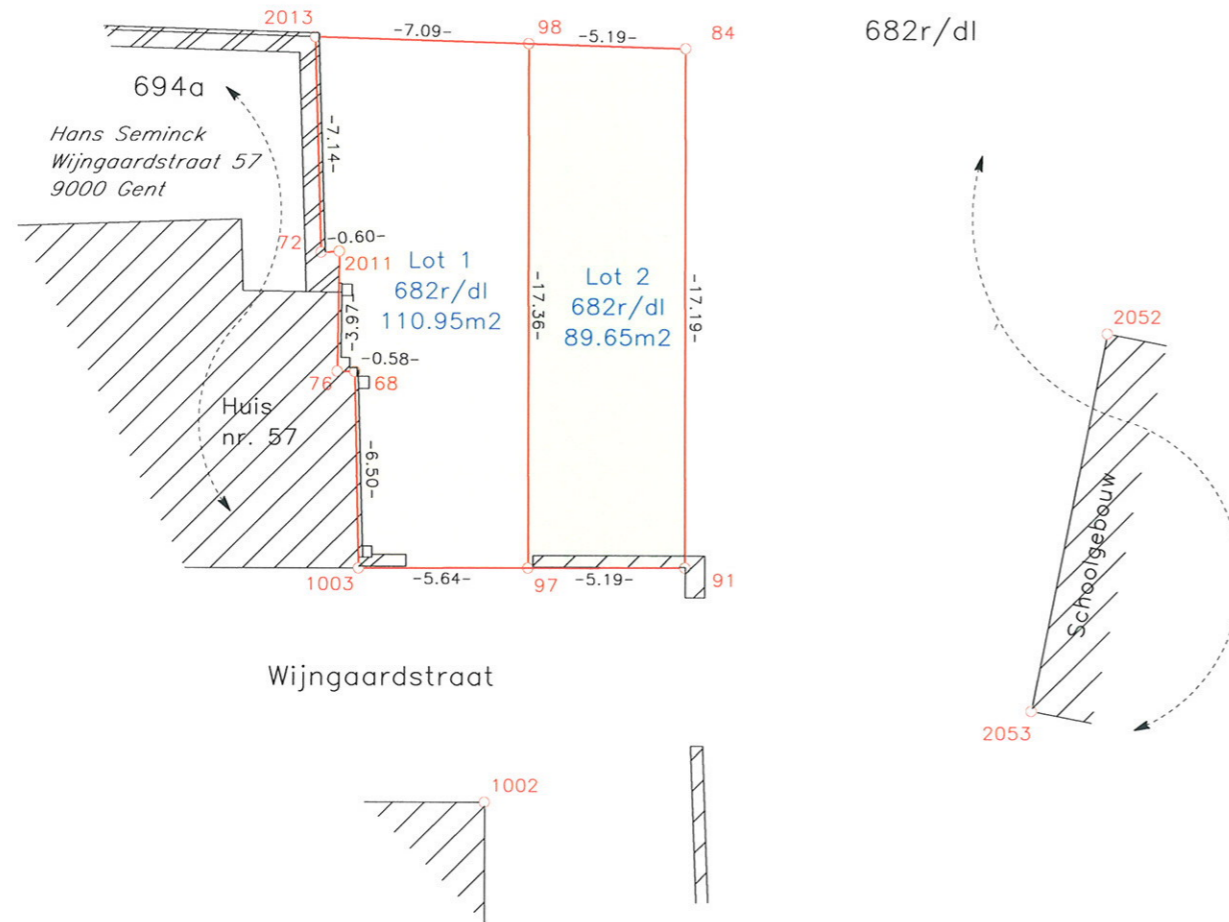 2013
-7.09-
98
-5.19-
84
682r/dl
694a
Hans Seminck
Wijngaardstraat 57
9000 Gent
-7.14-
72
-0.60-
2011
Lot 1
682r/dl
110.95m2
-17.36-
Lot 2
682r/dl
89.65m2
-17.19-
2052
-3.97-
-0.58-
76
68
Huis
nr. 57
-6.50-
Schoolgebouw
1003
-5.64-
97
-5.19-
91
Wijngaardstraat
2053
1002